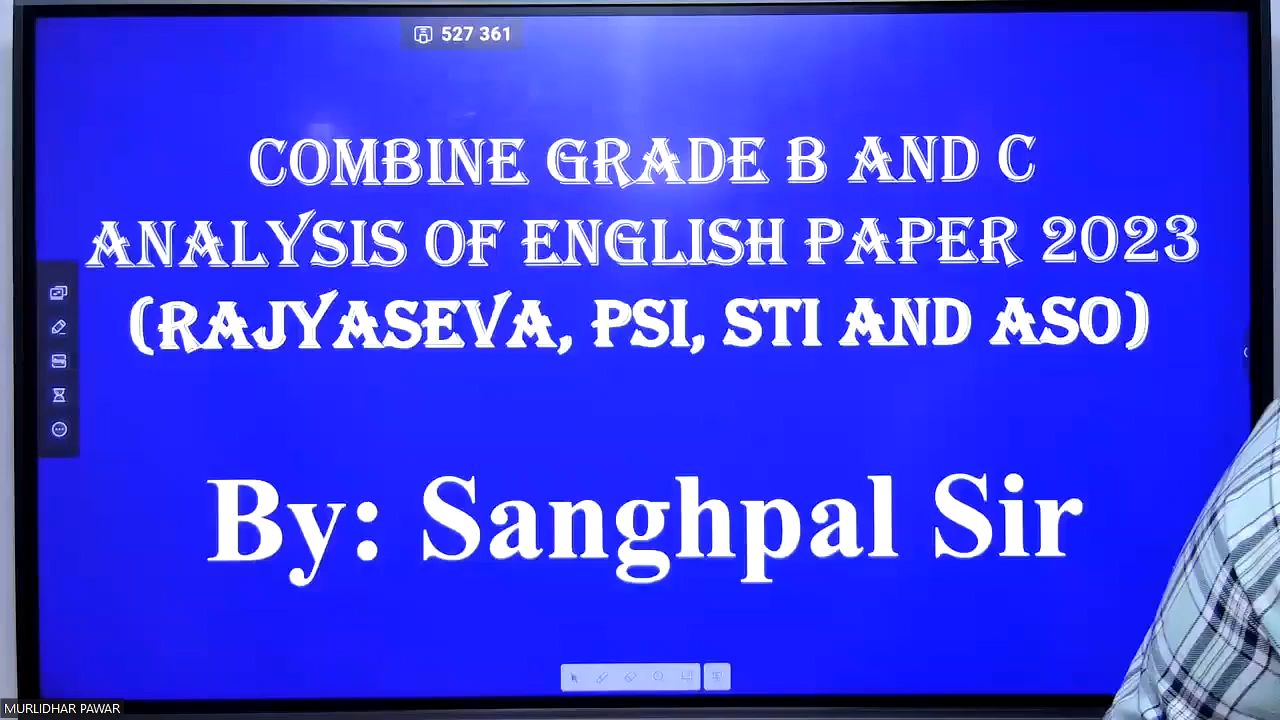 527 361
COMBINE GRADE B AND C
ANALYSIS OF ENGLISH PAPER 2023
(RAJYASEVA, PSI, STI AND ASO)
By: Sanghpal Sir
MURLIDHAR PAWAR